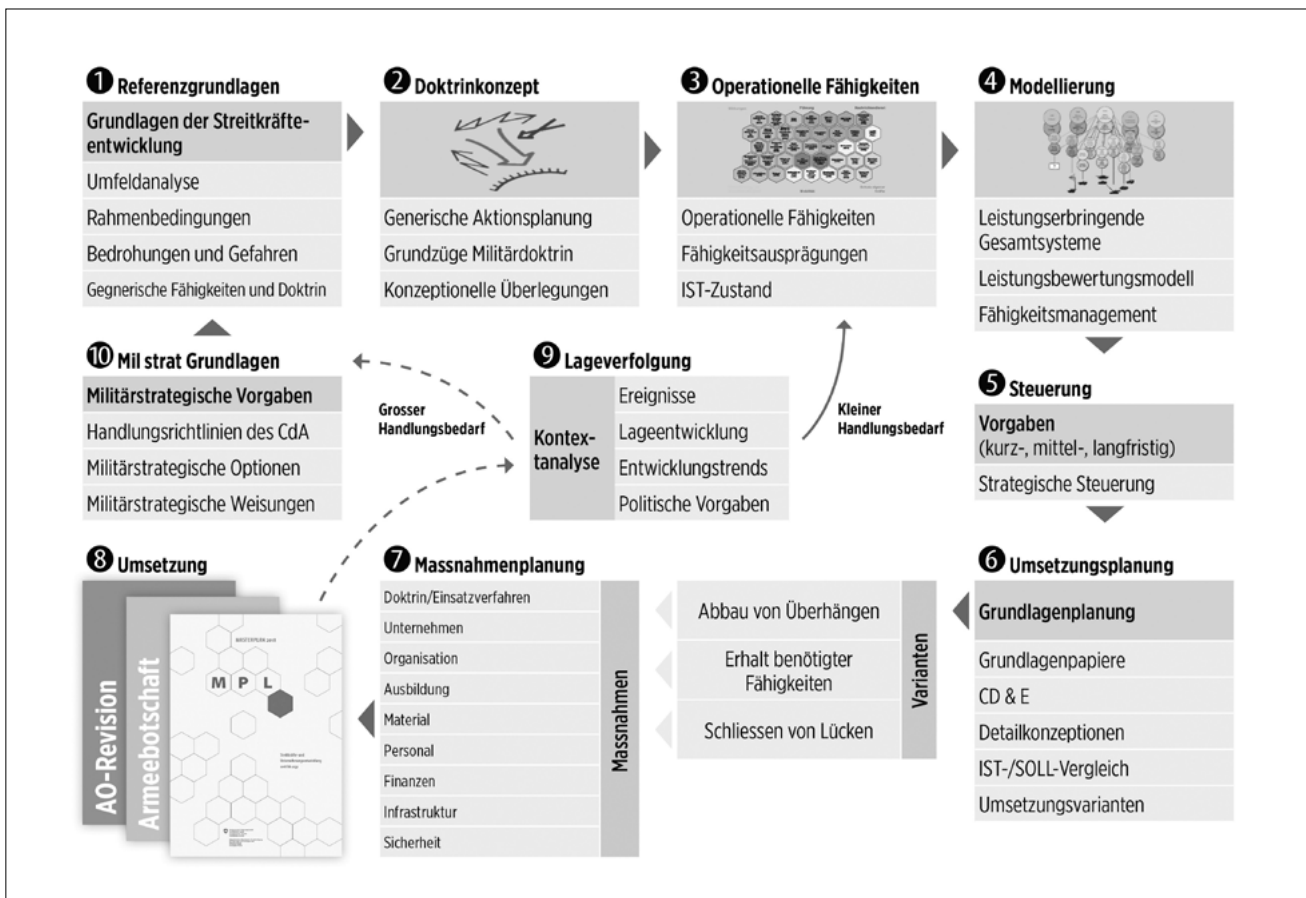 1 Referenzgrundlagen
Grundlagen der Streitkräfte-
entwicklung
Umfeldanalyse
Rahmenbedingungen
Bedrohungen und Gefahren
Gegnerische Fähigkeiten und Doktrin
2 Doktrinkonzept
Generische Aktionsplanung
Grundzüge Militärdoktrin
Konzeptionelle Überlegungen
3 Operationelle Fähigkeiten
Operationelle Fähigkeiten
Fähigkeitsausprägungen
IST-Zustand
4 Modellierung
Leistungserbringende
Gesamtsysteme
Leistungsbewertungsmodell
Fähigkeitsmanagement
10 Mil strat Grundlagen
Militärstrategische Vorgaben
Handlungsrichtlinien des CdA
Militärstrategische Optionen
Militärstrategische Weisungen
Grosser
Handlungsbedarf
9 Lageverfolgung
Kontex-
tanalyse
Ereignisse
Lageentwicklung
Entwicklungstrends
Politische Vorgaben
Kleiner
Handlungsbedarf
5 Steuerung
Vorgaben
(kurz-, mittel-, langfristig)
Strategische Steuerung
8 Umsetzung
AO-Revision
Armeebotschaft
MPL
7 Massnahmenplanung
Doktrin/Einsatzverfahren
Unternehmen
Organisation
Ausbildung
Material
Personal
Finanzen
Infrastruktur
Sicherheit
Massnahmen
Abbau von Überhängen
Erhalt benötigter
Fähigkeiten
Schliessen von Lücken
Varianten
6 Umsetzungsplanung
Grundlagenplanung
Grundlagenpapiere
CD & E
Detailkonzeptionen
IST-/SOLL-Vergleich
Umsetzungsvarianten